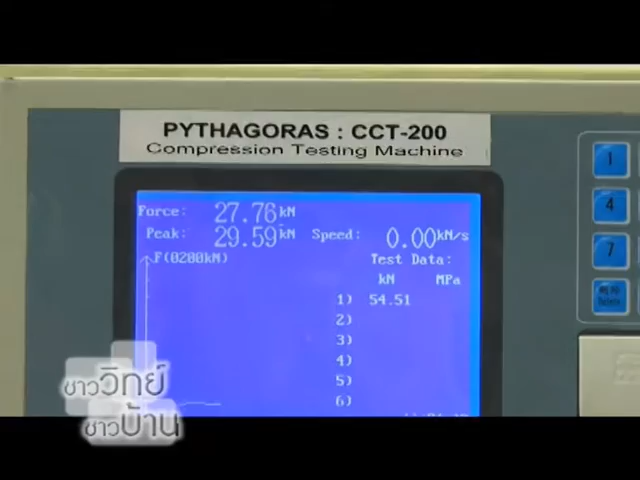 PYTHAGORAS : CCT-200
Compression Testing Machine
Force: 27.76 kN
Peak: 29.59 kN Speed: 0.00 kN/s
F(0200kN) Test Data:
kN MPa
1) 54.51
2)
3)
4)
5)
6)
1
4
7
Delete
ชาววิทย์
ชาวบ้าน